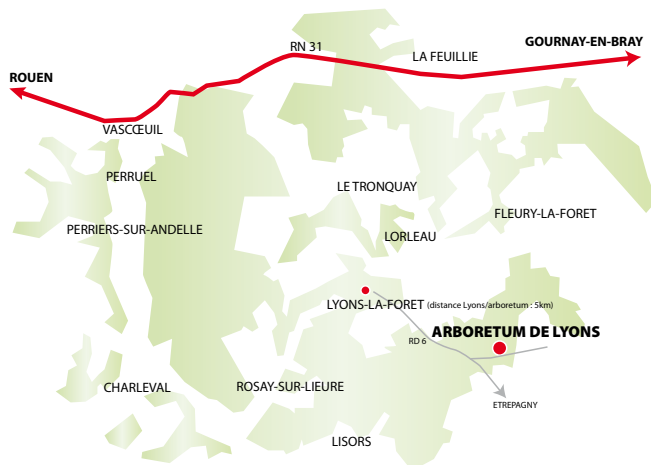 RN 31
GOURNAY-EN-BRAY
LA FEUILLIE
ROUEN
VASCŒUIL
PERRUEL
LE TRONQUAY
FLEURY-LA-FORET
PERRIERS-SUR-ANDELLE
LORLEAU
LYONS-LA-FORET (distance Lyons/arboretum : 5km)
ARBORETUM DE LYONS
RD 6
CHARLEVAL
ROSAY-SUR-LIEURE
ETREPAGNY
LISORS